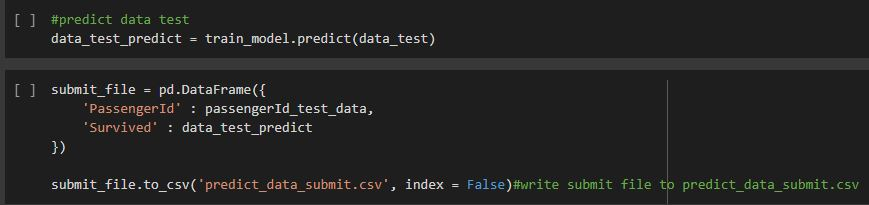 [ ] #predict data test
data_test_predict = train_model.predict(data_test)
[ ] submit_file = pd.DataFrame({
'PassengerId' : passengerId_test_data,
'Survived' : data_test_predict
})
submit_file.to_csv('predict_data_submit.csv', index = False)#write submit file to predict_data_submit.csv